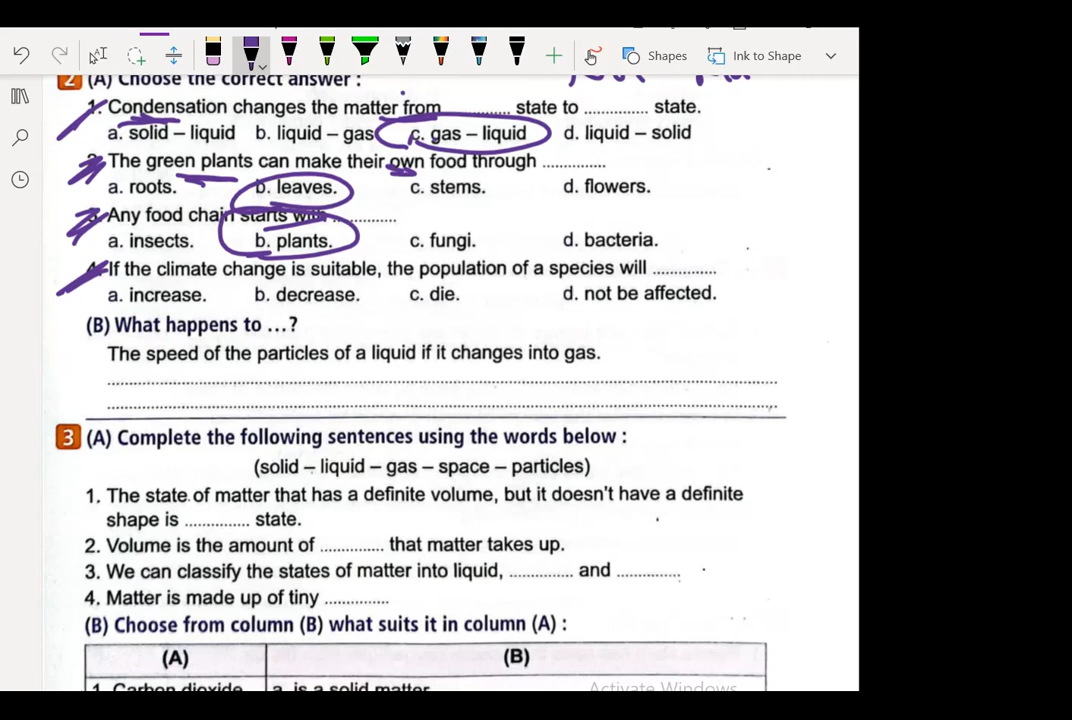 Shapes
Ink to Shape
2 (A) Choose the correct answer :
1. Condensation changes the matter from ............ state to ............ state.
a. solid – liquid b. liquid – gas c. gas – liquid d. liquid – solid
The green plants can make their own food through ............
a. roots. b. leaves. c. stems. d. flowers.
Any food chain starts with ............
a. insects. b. plants. c. fungi. d. bacteria.
4. If the climate change is suitable, the population of a species will ............
a. increase. b. decrease. c. die. d. not be affected.
(B) What happens to ...?
The speed of the particles of a liquid if it changes into gas.
3 (A) Complete the following sentences using the words below :
(solid – liquid – gas – space – particles)
1. The state of matter that has a definite volume, but it doesn't have a definite
shape is ............ state.
2. Volume is the amount of ............ that matter takes up.
3. We can classify the states of matter into liquid, ............ and ............
4. Matter is made up of tiny ............
(B) Choose from column (B) what suits it in column (A) :
(A) (B)
1. Carbon dioxide a. is a solid matter.
Activate Windows